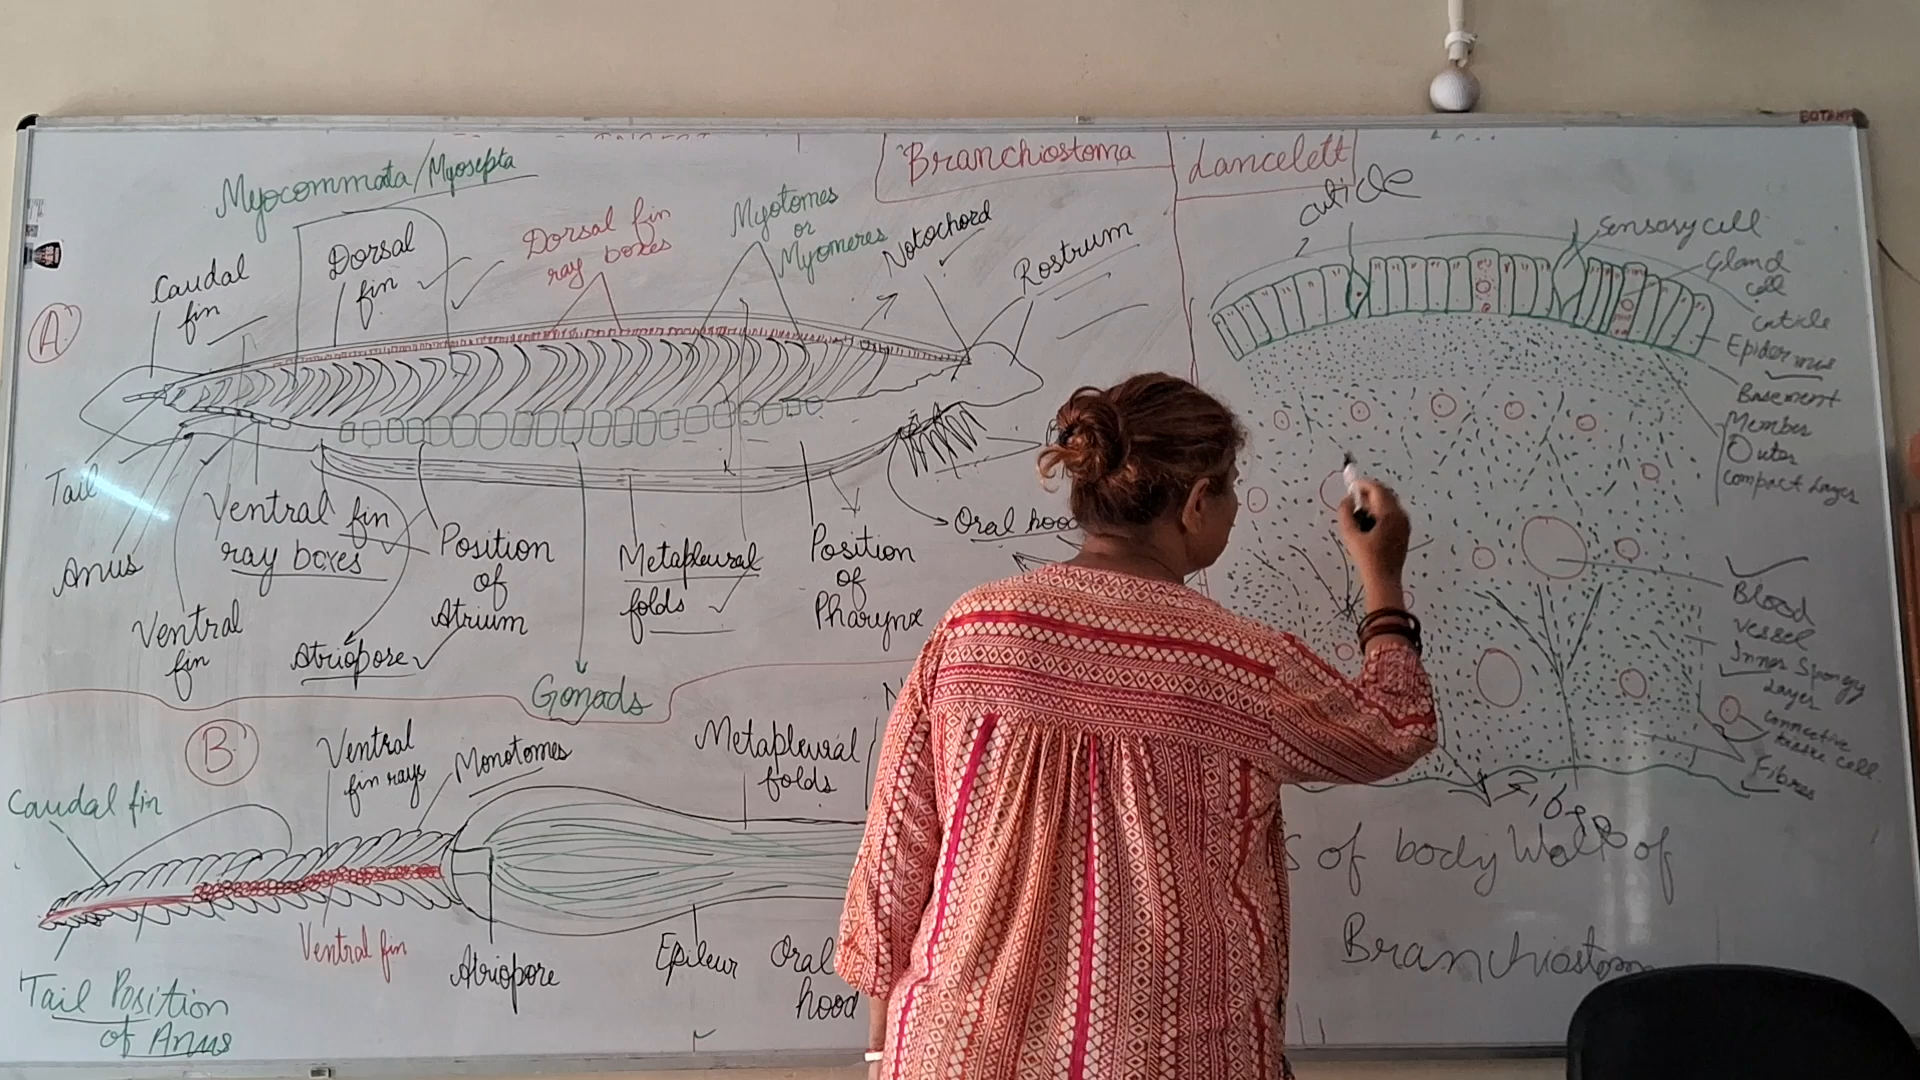 BOTANY
Branchiostoma
Lancelett
Myocommata/Myosepta
Dorsal fin
ray boxes
Myotomes
or
Myomeres
Notochord
Rostrum
Caudal
fin
Dorsal
fin
A
Tail
Anus
Ventral
fin
Ventral fin
ray boxes
Atriopore
Position
of
Atrium
Gonads
Metapleural
folds
Position
of
Pharynx
Oral hood
B
Caudal fin
Ventral
fin rays
Monotomes
Metapleural
folds
Tail Position
of Anus
Ventral fin
Atriopore
Epileur
Oral
hood
cuticle
Sensory cell
Gland
cell
cuticle
Epidermus
Basement
Member
Outer
compact Layer
Blood
vessel
Inner Spongy
Layer
connective
tissue cell
Fibres
S of body Wall of
Branchiostom